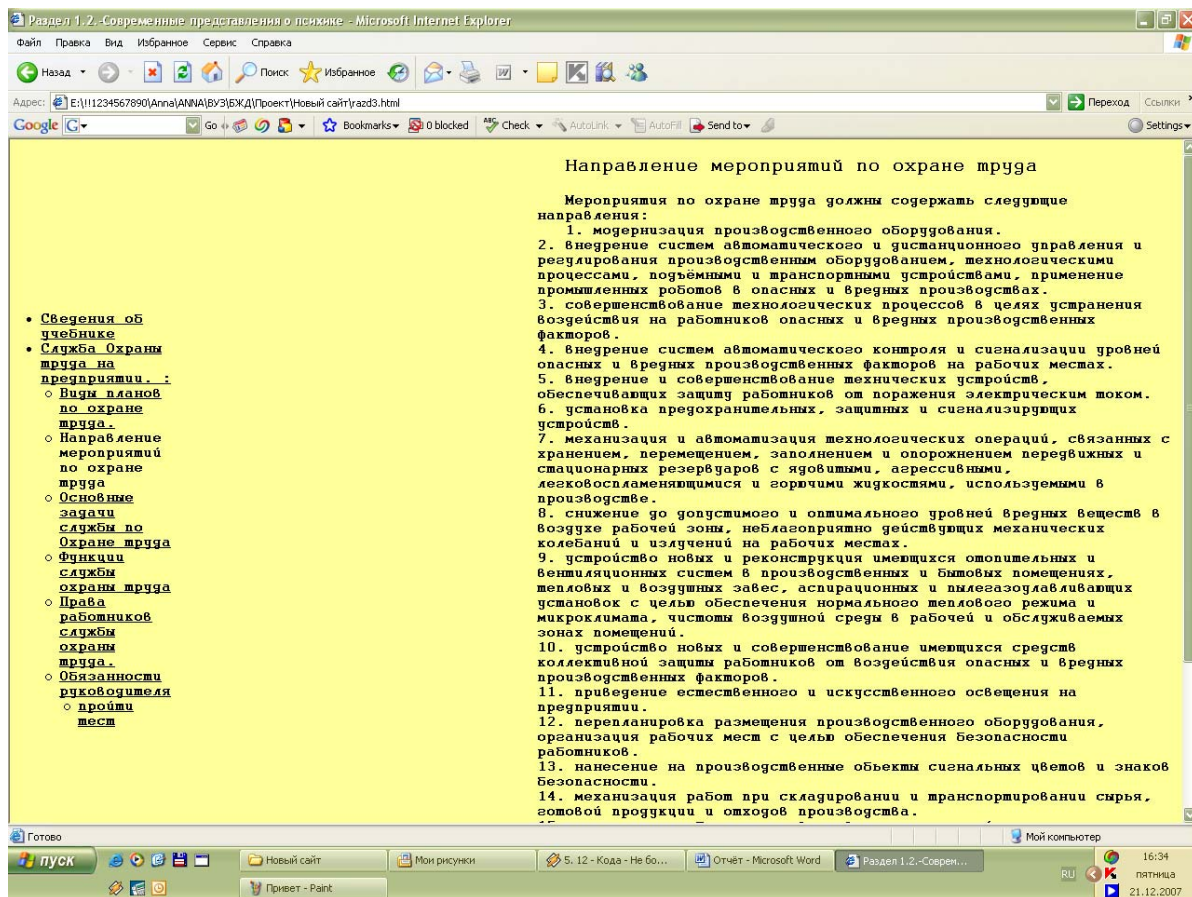 Раздел 1.2.-Современные представления о психике - Microsoft Internet Explorer
Файл Правка Вид Избранное Сервис Справка
Назад Поиск Избранное
Адрес: E:\!!1234567890\Anna\ANNA\ВУЗ\БЖД\Проект\Новый сайт\razd3.html Переход Ссылки
Google Go Bookmarks 0 blocked Check AutoLink AutoFill Send to Settings
• Сведения об
учебнике
• Служба Охраны
труда на
предприятии. :
○ Виды планов
по охране
труда.
○ Направление
мероприятий
по охране
труда
○ Основные
задачи
службы по
Охране труда
○ Функции
службы
охраны труда
○ Права
работников
службы
охраны
труда.
○ Обязанности
руководителя
○ пройти
тест
Направление мероприятий по охране труда
Мероприятия по охране труда должны содержать следующие
направления:
1. модернизация производственного оборудования.
2. внедрение систем автоматического и дистанционного управления и
регулирования производственным оборудованием, технологическими
процессами, подъёмными и транспортными устройствами, применение
промышленных роботов в опасных и вредных производствах.
3. совершенствование технологических процессов в целях устранения
воздействия на работников опасных и вредных производственных
факторов.
4. внедрение систем автоматического контроля и сигнализации уровней
опасных и вредных производственных факторов на рабочих местах.
5. внедрение и совершенствование технических устройств,
обеспечивающих защиту работников от поражения электрическим током.
6. установка предохранительных, защитных и сигнализирующих
устройств.
7. механизация и автоматизация технологических операций, связанных с
хранением, перемещением, заполнением и опорожнением передвижных и
стационарных резервуаров с ядовитыми, агрессивными,
легковоспламеняющимися и горючими жидкостями, используемыми в
производстве.
8. снижение до допустимого и оптимального уровней вредных веществ в
воздухе рабочей зоны, неблагоприятно действующих механических
колебаний и излучений на рабочих местах.
9. устройство новых и реконструкция имеющихся отопительных и
вентиляционных систем в производственных и бытовых помещениях,
тепловых и воздушных завес, аспирационных и пылегазоулавливающих
установок с целью обеспечения нормального теплового режима и
микроклимата, чистоты воздушной среды в рабочей и обслуживаемых
зонах помещений.
10. устройство новых и совершенствование имеющихся средств
коллективной защиты работников от воздействия опасных и вредных
производственных факторов.
11. приведение естественного и искусственного освещения на
предприятии.
12. перепланировка размещения производственного оборудования,
организация рабочих мест с целью обеспечения безопасности
работников.
13. нанесение на производственные объекты сигнальных цветов и знаков
безопасности.
14. механизация работ при складировании и транспортировании сырья,
готовой продукции и отходов производства.
Готово Мой компьютер
пуск Новый сайт Мои рисунки 5. 12 - Кода - Не бо... Отчёт - Microsoft Word Раздел 1.2.-Соврем... 16:34
RU пятница
Привет - Paint 21.12.2007